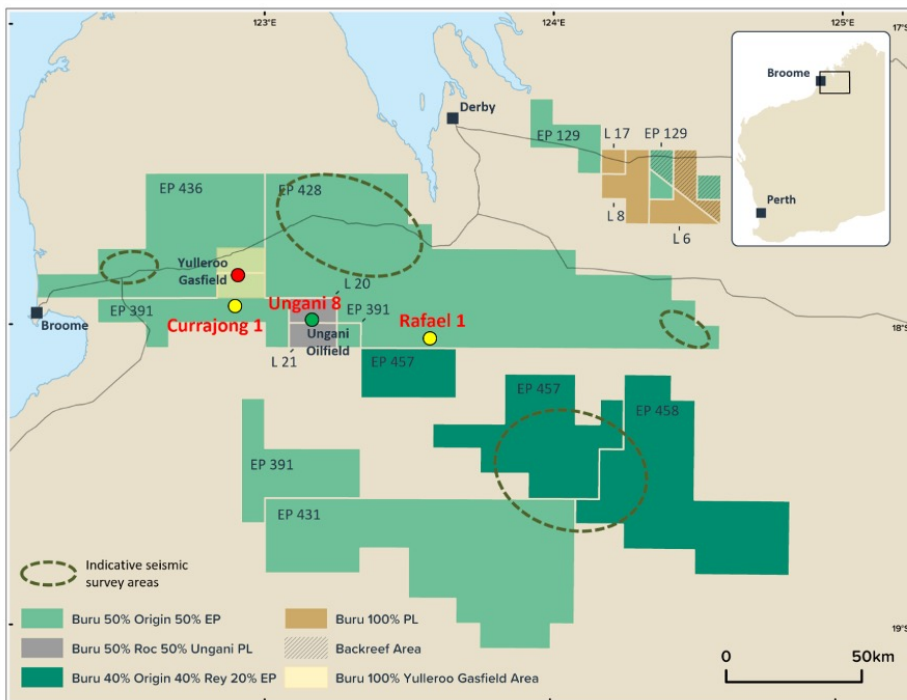 123°E
124°E
125°E
17°S
Broome
Perth
Derby
EP 129
L 17
EP 129
L 8
L 6
EP 436
EP 428
Yulleroo
Gasfield
L 20
EP 391
Ungani 8
EP 391
Currajong 1
Rafael 1
Broome
Ungani
Oilfield
18°S
L 21
EP 457
EP 457
EP 458
EP 391
EP 431
Indicative seismic
survey areas
Buru 50% Origin 50% EP
Buru 100% PL
Buru 50% Roc 50% Ungani PL
Backreef Area
Buru 40% Origin 40% Rey 20% EP
Buru 100% Yulleroo Gasfield Area
19°S
0
50km